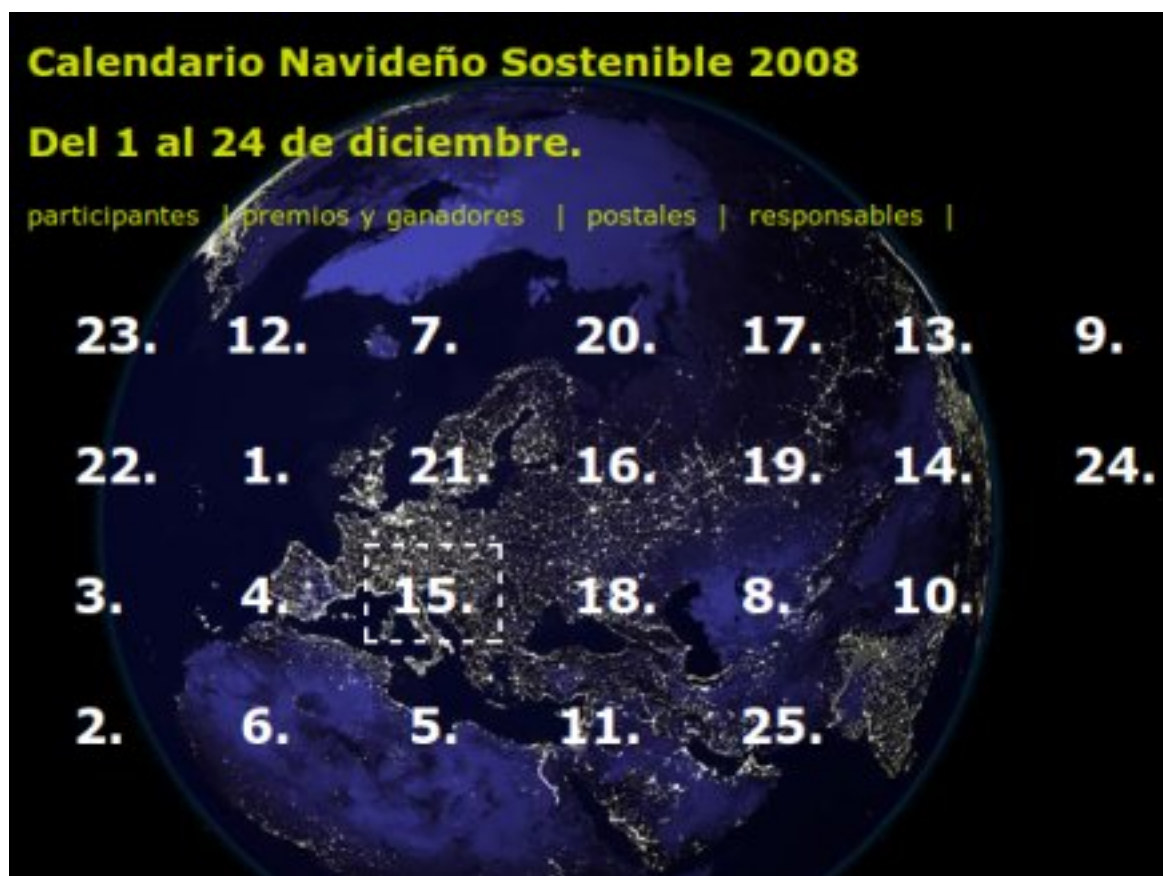 Calendario Navideño Sostenible 2008
Del 1 al 24 de diciembre.
participantes | premios y ganadores | postales | responsables |
23. 12. 7. 20. 17. 13. 9.
22. 1. 21. 16. 19. 14. 24.
3. 4. 15. 18. 8. 10.
2. 6. 5. 11. 25.